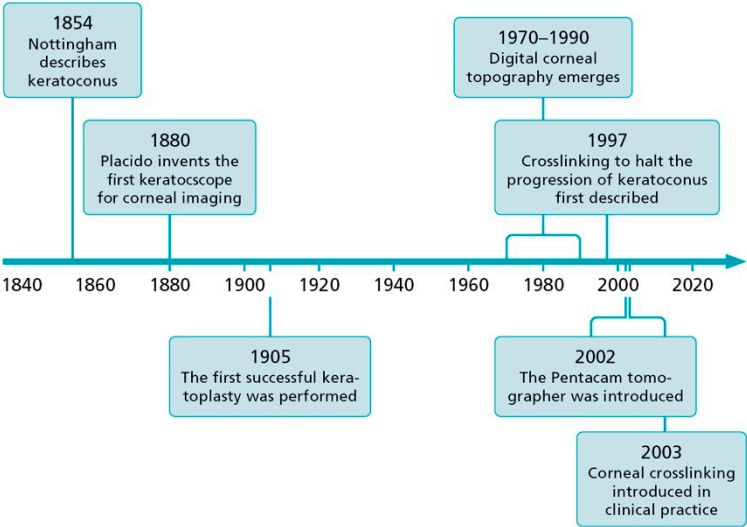 1854
Nottingham
describes
keratoconus
1970–1990
Digital corneal
topography emerges
1880
Placido invents the
first keratocscope
for corneal imaging
1997
Crosslinking to halt the
progression of keratoconus
first described
1840 1860 1880 1900 1920 1940 1960 1980 2000 2020
1905
The first successful kera-
toplasty was performed
2002
The Pentacam tomo-
grapher was introduced
2003
Corneal crosslinking
introduced in
clinical practice